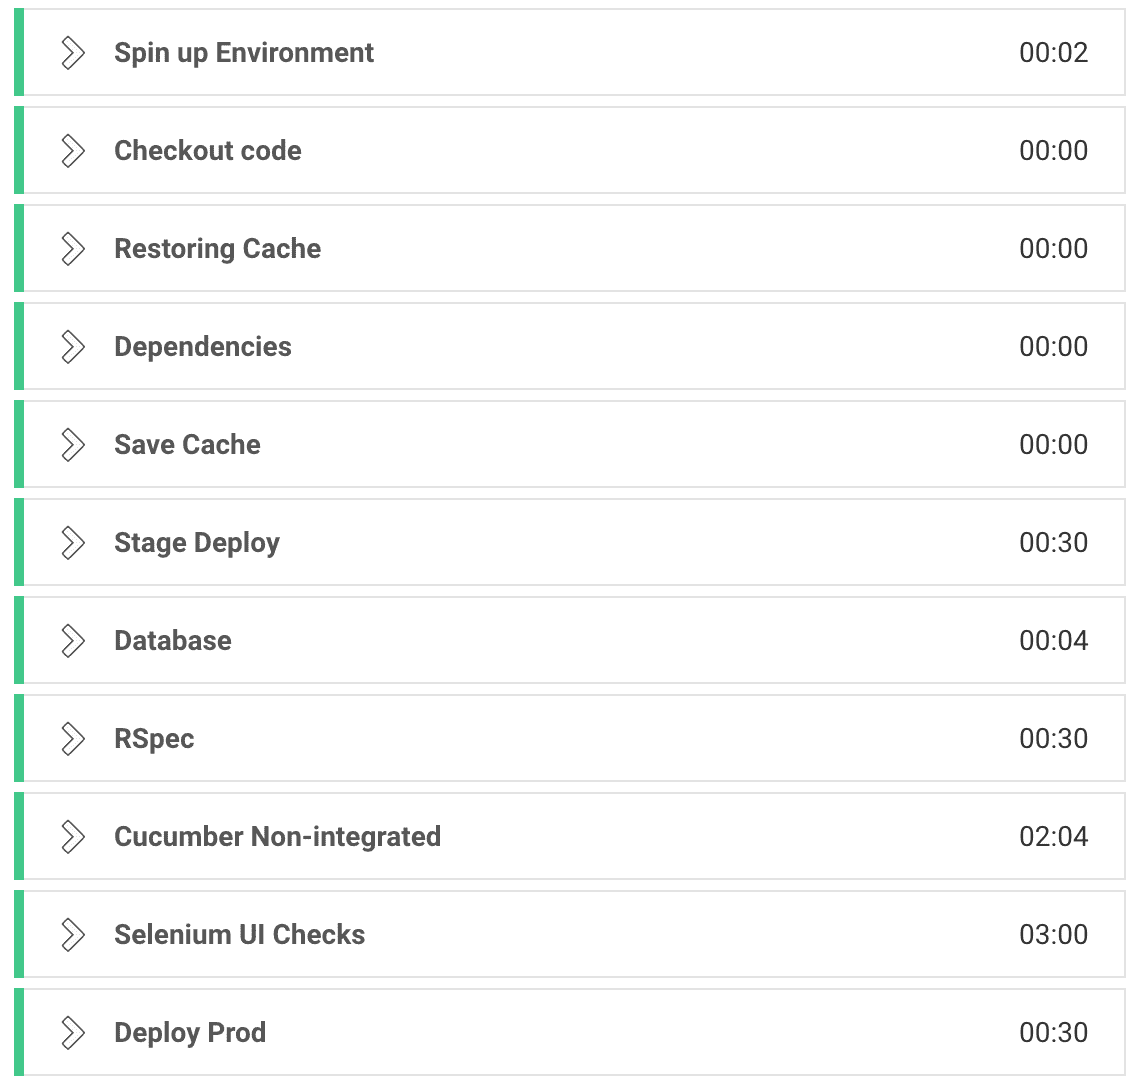 Spin up Environment 00:02
Checkout code 00:00
Restoring Cache 00:00
Dependencies 00:00
Save Cache 00:00
Stage Deploy 00:30
Database 00:04
RSpec 00:30
Cucumber Non-integrated 02:04
Selenium UI Checks 03:00
Deploy Prod 00:30